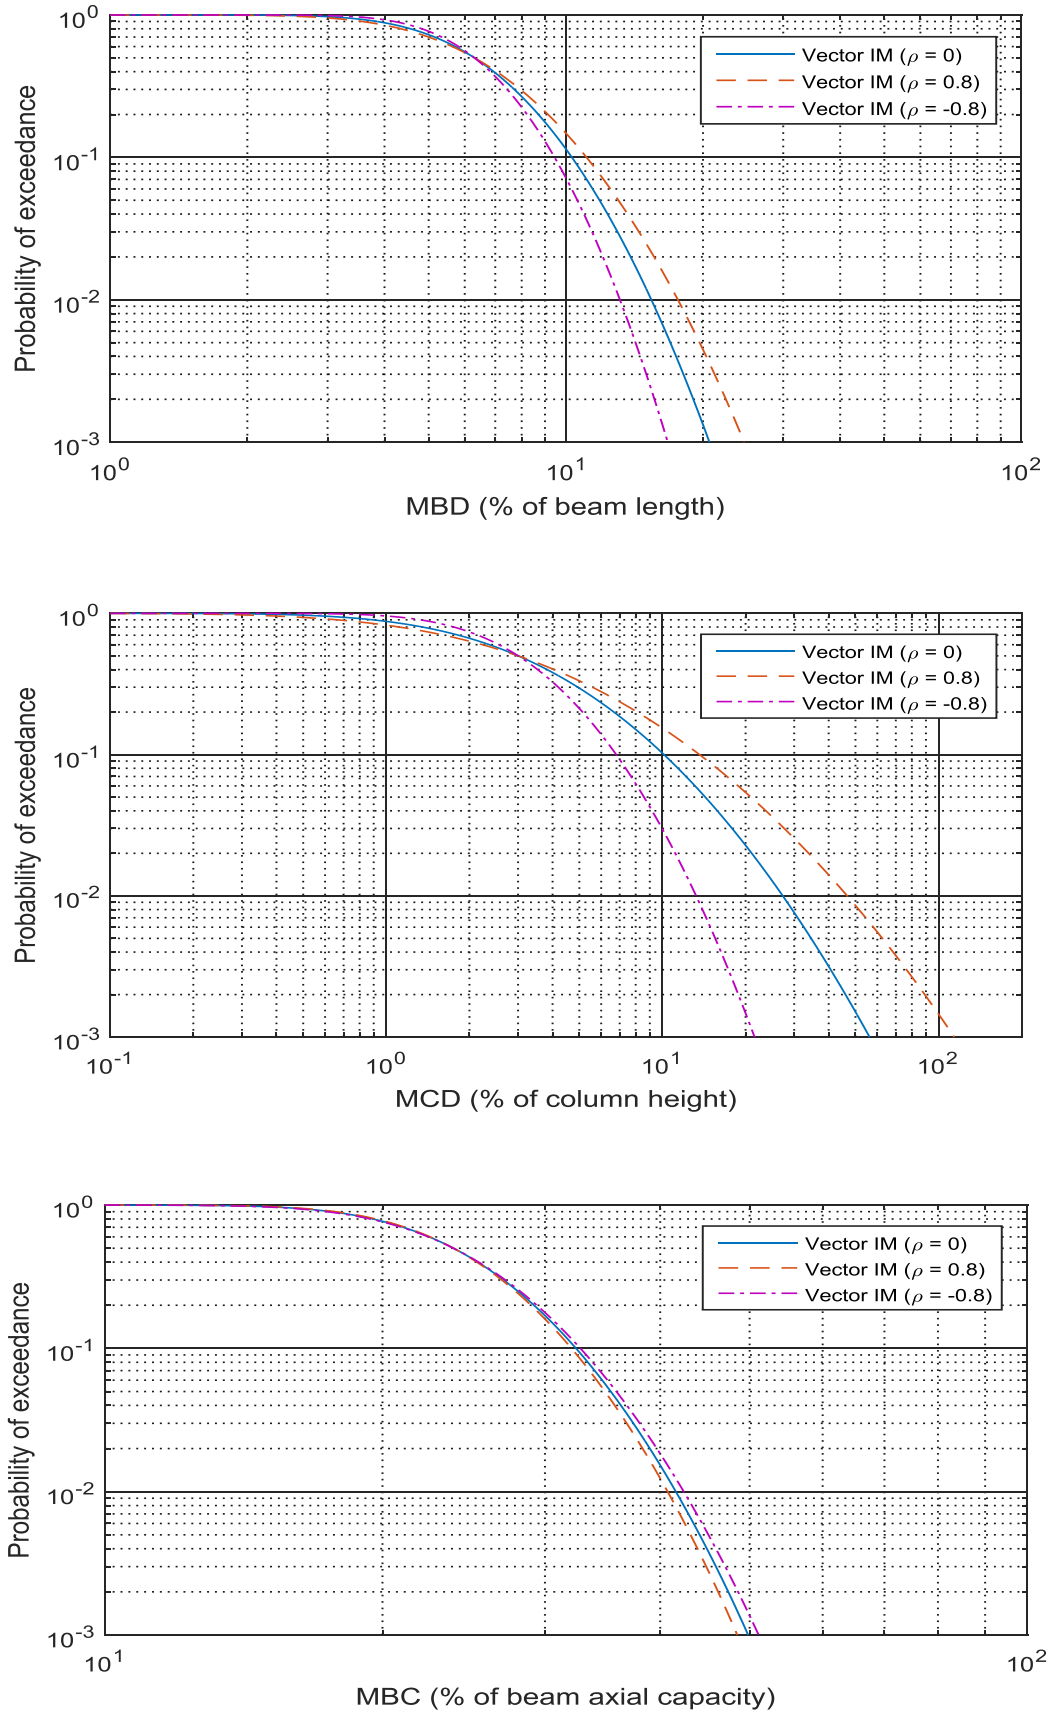 Probability of exceedance
10^0
10^-1
10^-2
10^-3
Vector IM (ρ = 0)
Vector IM (ρ = 0.8)
Vector IM (ρ = -0.8)
10^0 10^1 10^2
MBD (% of beam length)
Probability of exceedance
10^0
10^-1
10^-2
10^-3
Vector IM (ρ = 0)
Vector IM (ρ = 0.8)
Vector IM (ρ = -0.8)
10^-1 10^0 10^1 10^2
MCD (% of column height)
Probability of exceedance
10^0
10^-1
10^-2
10^-3
Vector IM (ρ = 0)
Vector IM (ρ = 0.8)
Vector IM (ρ = -0.8)
10^1 10^2
MBC (% of beam axial capacity)